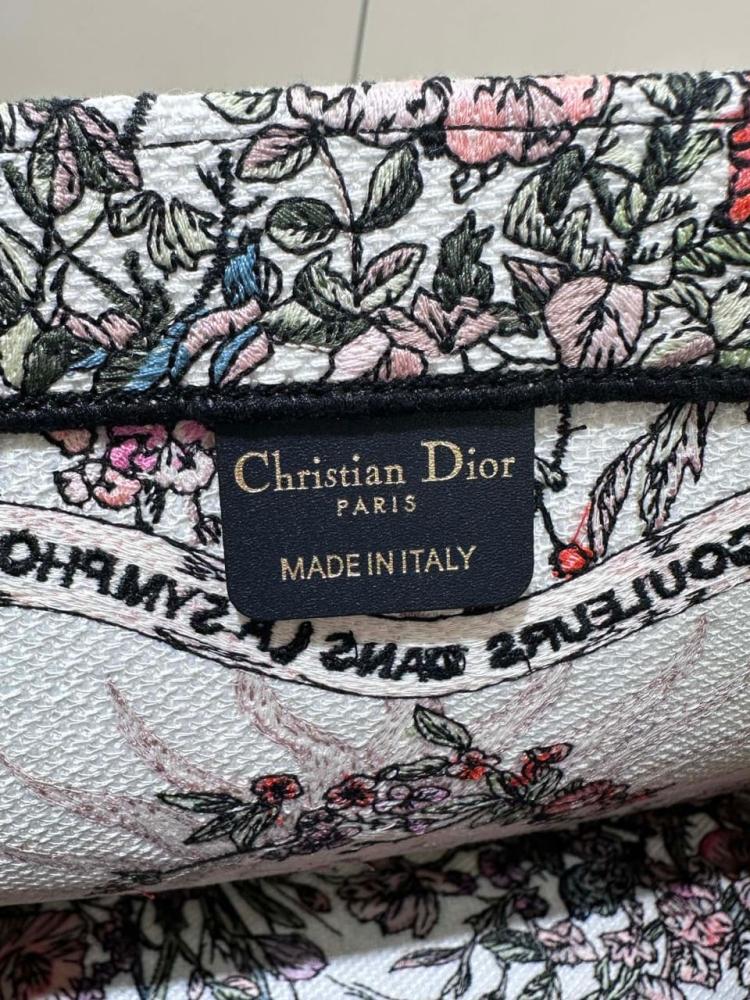 Christian Dior
PARIS
MADE IN ITALY
COULEURS DANS LA SYMPHO